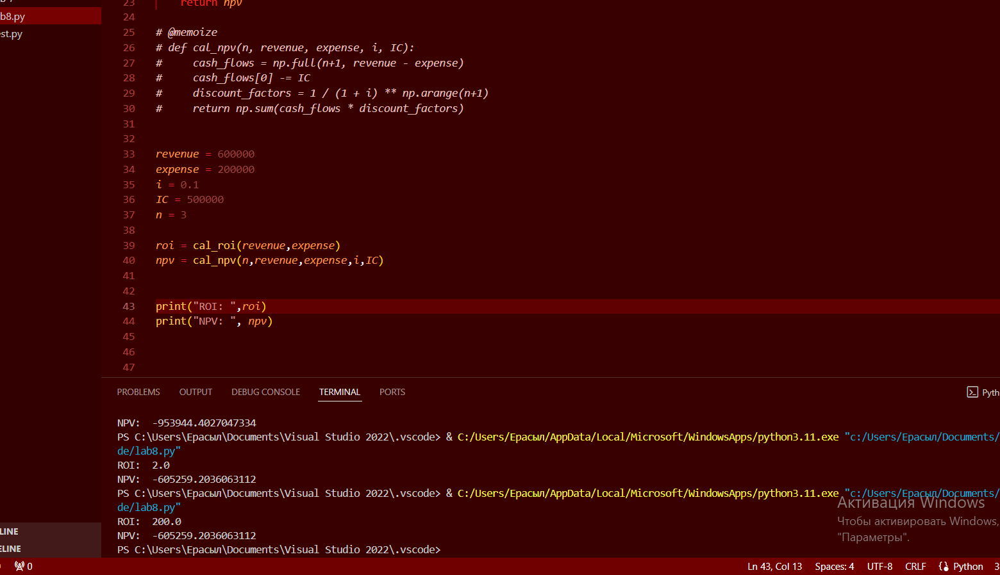 23 return npv
b8.py
24
st.py
25 # @memoize
26 # def cal_npv(n, revenue, expense, i, IC):
27 #     cash_flows = np.full(n+1, revenue - expense)
28 #     cash_flows[0] -= IC
29 #     discount_factors = 1 / (1 + i) ** np.arange(n+1)
30 #     return np.sum(cash_flows * discount_factors)
31
32
33 revenue = 600000
34 expense = 200000
35 i = 0.1
36 IC = 500000
37 n = 3
38
39 roi = cal_roi(revenue,expense)
40 npv = cal_npv(n,revenue,expense,i,IC)
41
42
43 print("ROI: ",roi)
44 print("NPV: ", npv)
45
46
47
PROBLEMS OUTPUT DEBUG CONSOLE TERMINAL PORTS Pyth
NPV:  -953944.4027047334
PS C:\Users\Ерасыл\Documents\Visual Studio 2022\.vscode> & C:/Users/Ерасыл/AppData/Local/Microsoft/WindowsApps/python3.11.exe "c:/Users/Ерасыл/Documents/
de/lab8.py"
ROI:  2.0
NPV:  -605259.2036063112
PS C:\Users\Ерасыл\Documents\Visual Studio 2022\.vscode> & C:/Users/Ерасыл/AppData/Local/Microsoft/WindowsApps/python3.11.exe "c:/Users/Ерасыл/Documents/
de/lab8.py"
ROI:  200.0
NPV:  -605259.2036063112
PS C:\Users\Ерасыл\Documents\Visual Studio 2022\.vscode>
Активация Windows
Чтобы активировать Windows,
"Параметры".
LINE
ELINE
0 Ln 43, Col 13 Spaces: 4 UTF-8 CRLF Python 3